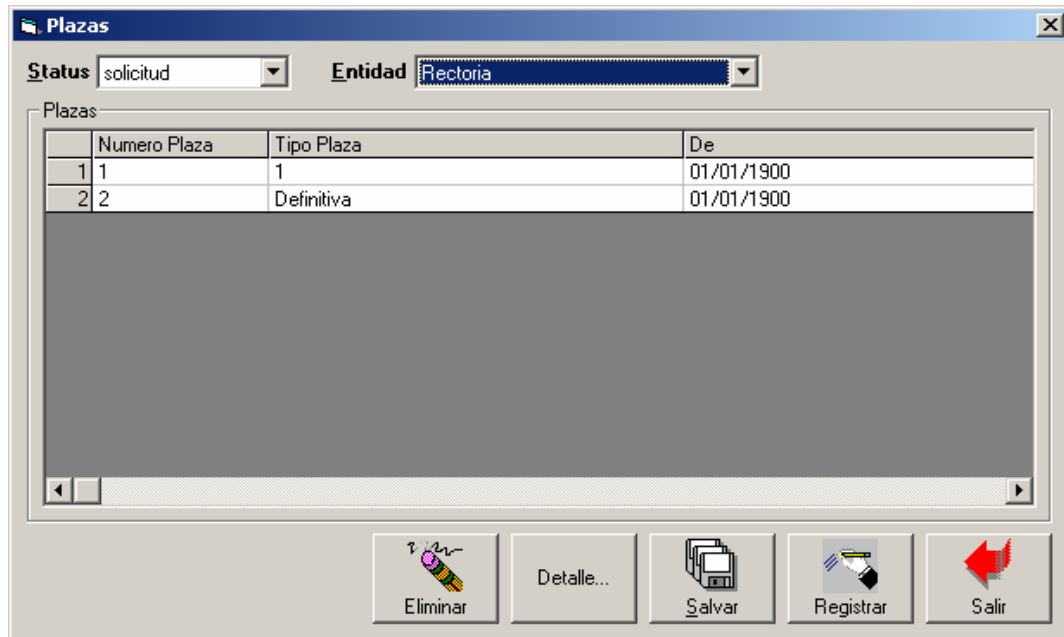 Plazas
Status solicitud Entidad Rectoria
Plazas
Numero Plaza Tipo Plaza De
1 1 1 01/01/1900
2 2 Definitiva 01/01/1900
Eliminar Detalle... Salvar Registrar Salir